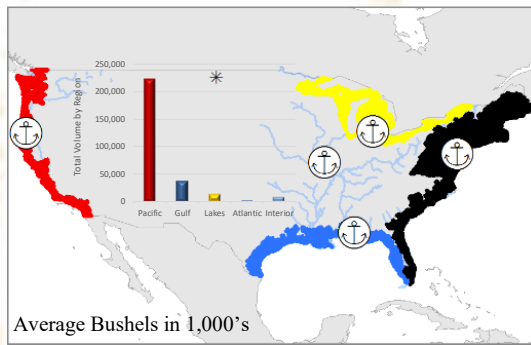 250,000
200,000
150,000
100,000
50,000
0
Total Volume by Region
Pacific Gulf Lakes Atlantic Interior
Average Bushels in 1,000's